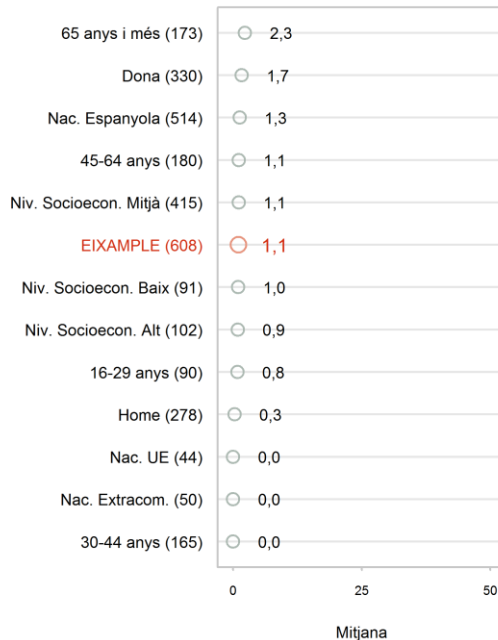 65 anys i més (173) 2,3
Dona (330) 1,7
Nac. Espanyola (514) 1,3
45-64 anys (180) 1,1
Niv. Socioecon. Mitjà (415) 1,1
EIXAMPLE (608) 1,1
Niv. Socioecon. Baix (91) 1,0
Niv. Socioecon. Alt (102) 0,9
16-29 anys (90) 0,8
Home (278) 0,3
Nac. UE (44) 0,0
Nac. Extracom. (50) 0,0
30-44 anys (165) 0,0
0 25 50
Mitjana